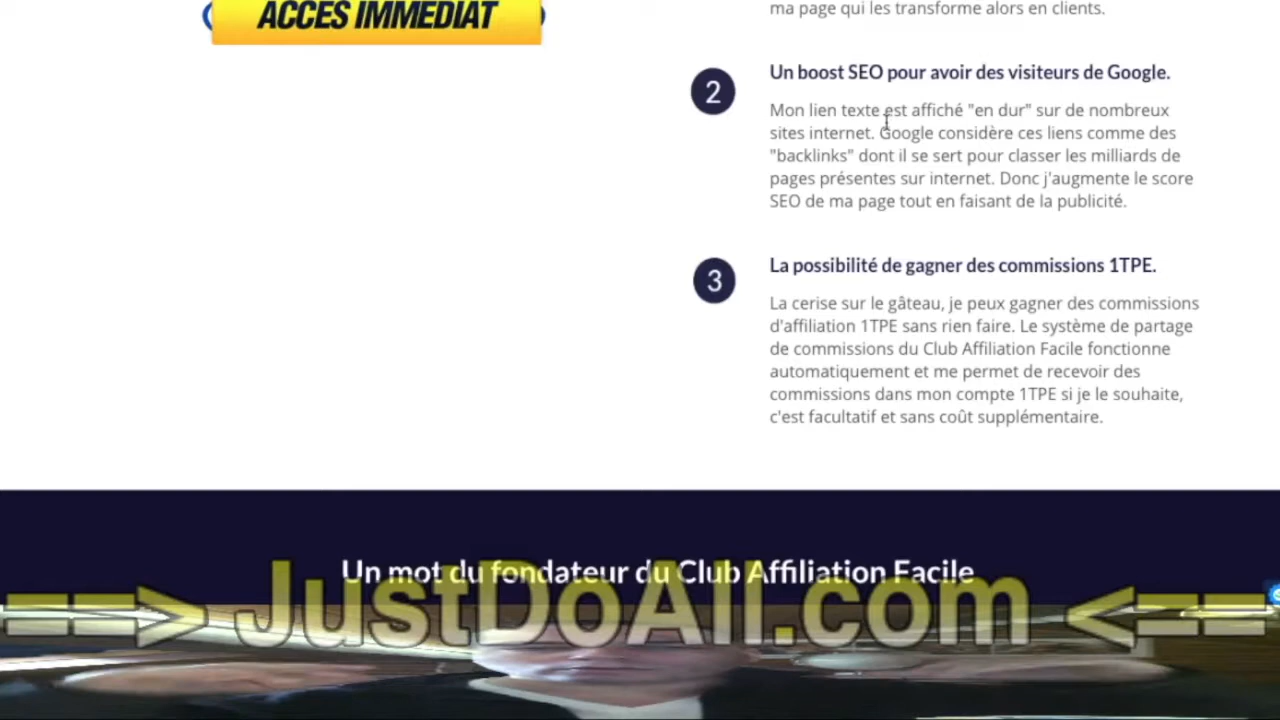 ACCÈS IMMÉDIAT
ma page qui les transforme alors en clients.
2
Un boost SEO pour avoir des visiteurs de Google.
Mon lien texte est affiché "en dur" sur de nombreux
sites internet. Google considère ces liens comme des
"backlinks" dont il se sert pour classer les milliards de
pages présentes sur internet. Donc j'augmente le score
SEO de ma page tout en faisant de la publicité.
3
La possibilité de gagner des commissions 1TPE.
La cerise sur le gâteau, je peux gagner des commissions
d'affiliation 1TPE sans rien faire. Le système de partage
de commissions du Club Affiliation Facile fonctionne
automatiquement et me permet de recevoir des
commissions dans mon compte 1TPE si je le souhaite,
c'est facultatif et sans coût supplémentaire.
Un mot du fondateur du Club Affiliation Facile
==> JustDoAll.com <==